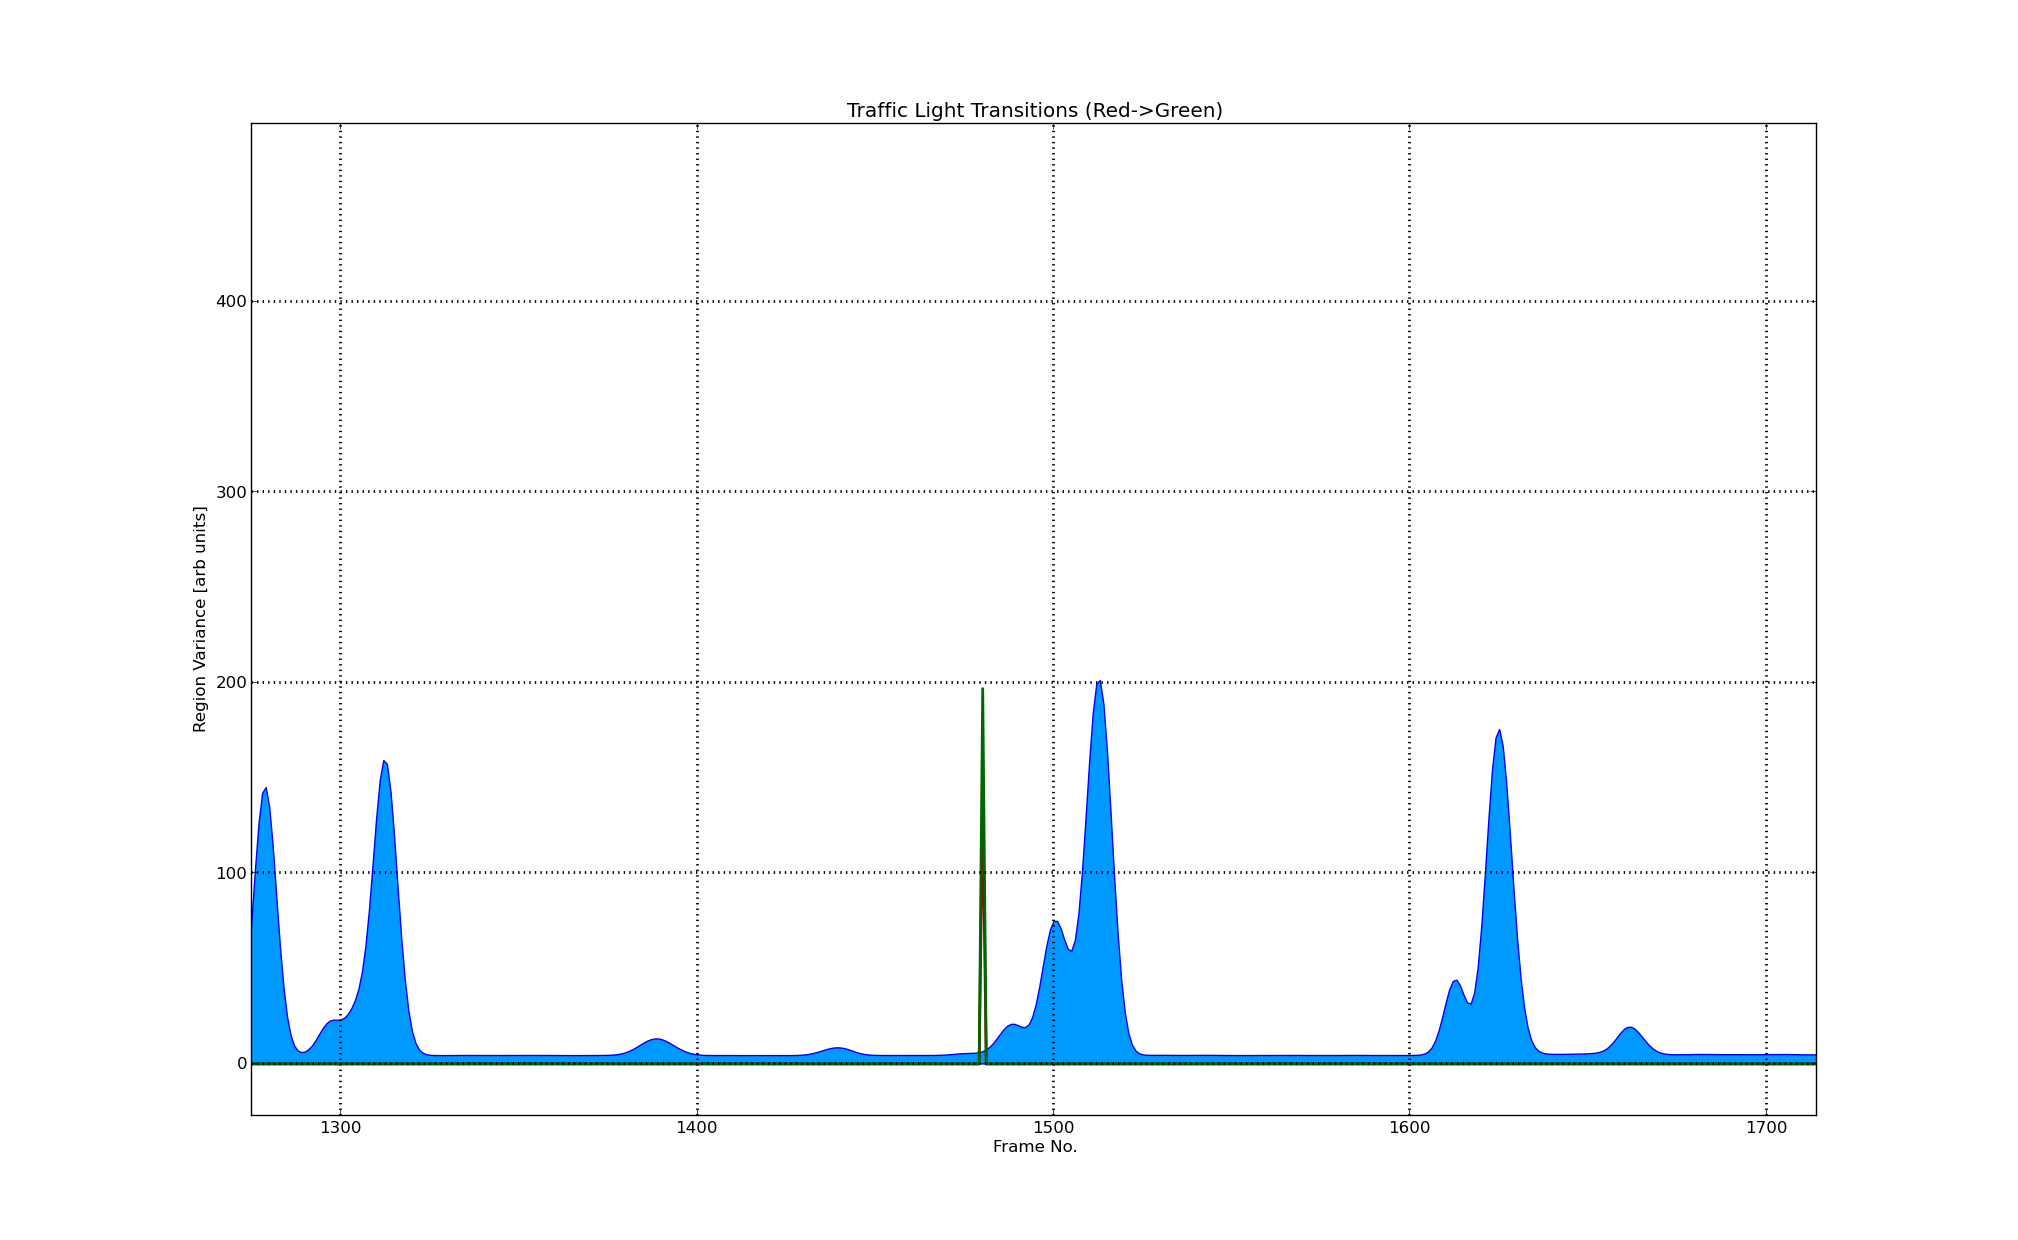 Traffic Light Transitions (Red->Green)
400
300
200
100
0
Region Variance [arb units]
1300 1400 1500 1600 1700
Frame No.